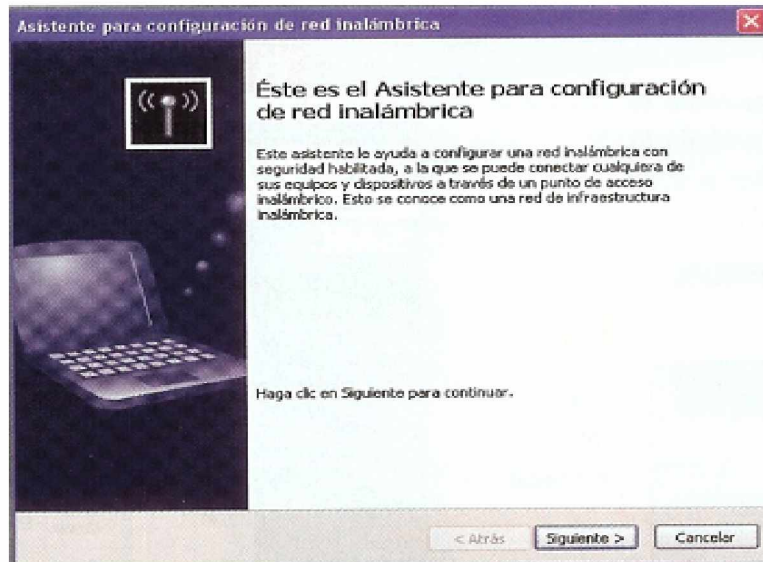 Asistente para configuración de red inalámbrica
Éste es el Asistente para configuración
de red inalámbrica
Este asistente le ayuda a configurar una red inalámbrica con
seguridad habilitada, a la que se puede conectar cualquiera de
sus equipos y dispositivos a través de un punto de acceso
inalámbrico. Esto se conoce como una red de infraestructura
inalámbrica.
Haga clic en Siguiente para continuar.
< Atrás
Siguiente >
Cancelar